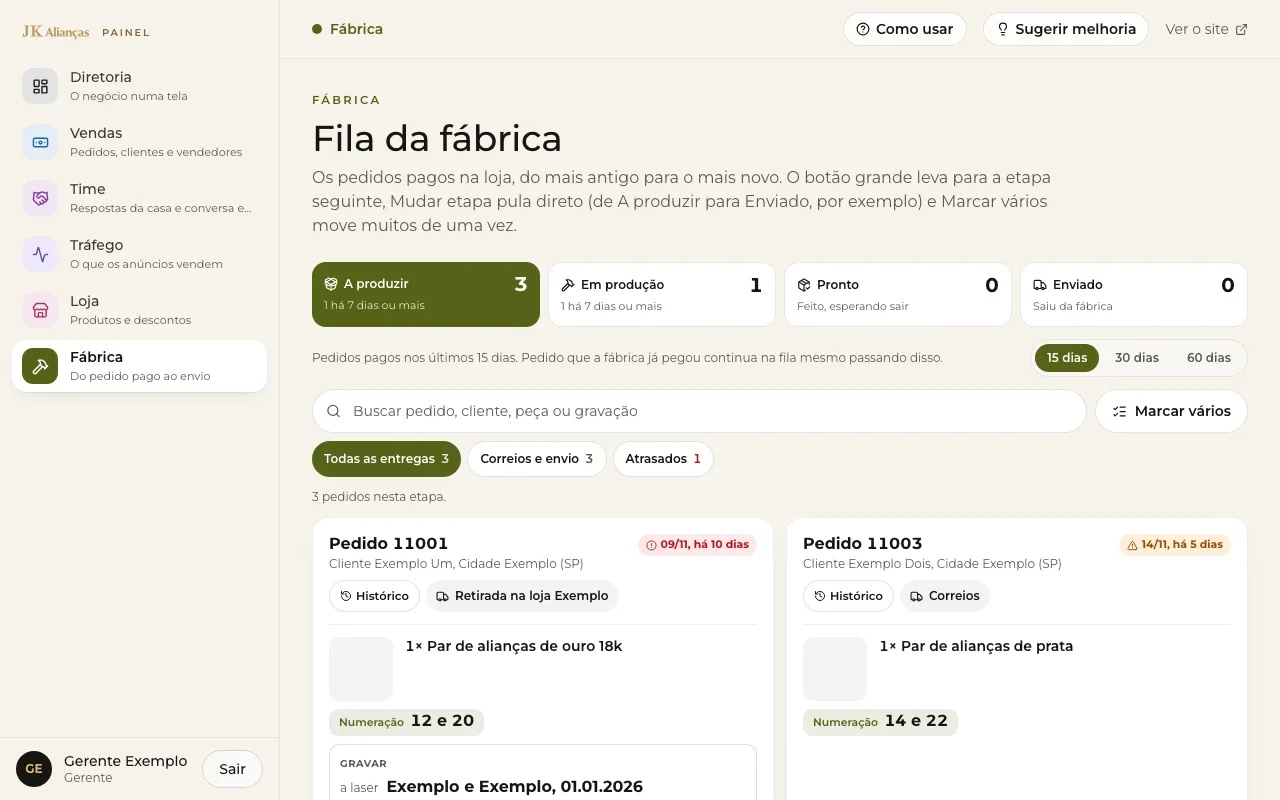 JK Alianças PAINEL
Diretoria
O negócio numa tela
Vendas
Pedidos, clientes e vendedores
Time
Respostas da casa e conversa e...
Tráfego
O que os anúncios vendem
Loja
Produtos e descontos
Fábrica
Do pedido pago ao envio
GE
Gerente Exemplo
Gerente
Sair
Fábrica
Como usar
Sugerir melhoria
Ver o site
FÁBRICA
Fila da fábrica
Os pedidos pagos na loja, do mais antigo para o mais novo. O botão grande leva para a etapa
seguinte, Mudar etapa pula direto (de A produzir para Enviado, por exemplo) e Marcar vários
move muitos de uma vez.
A produzir 3
1 há 7 dias ou mais
Em produção 1
1 há 7 dias ou mais
Pronto 0
Feito, esperando sair
Enviado 0
Saiu da fábrica
Pedidos pagos nos últimos 15 dias. Pedido que a fábrica já pegou continua na fila mesmo passando disso.
15 dias 30 dias 60 dias
Buscar pedido, cliente, peça ou gravação
Marcar vários
Todas as entregas 3
Correios e envio 3
Atrasados 1
3 pedidos nesta etapa.
Pedido 11001
09/11, há 10 dias
Cliente Exemplo Um, Cidade Exemplo (SP)
Histórico
Retirada na loja Exemplo
1× Par de alianças de ouro 18k
Numeração 12 e 20
GRAVAR
a laser Exemplo e Exemplo, 01.01.2026
Pedido 11003
14/11, há 5 dias
Cliente Exemplo Dois, Cidade Exemplo (SP)
Histórico
Correios
1× Par de alianças de prata
Numeração 14 e 22